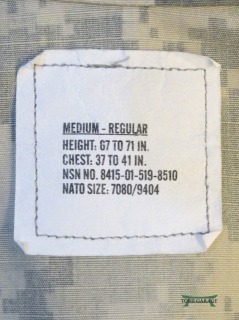 MEDIUM - REGULAR
HEIGHT: 67 TO 71 IN.
CHEST: 37 TO 41 IN.
NSN NO. 8415-01-519-8510
NATO SIZE: 7080/9404